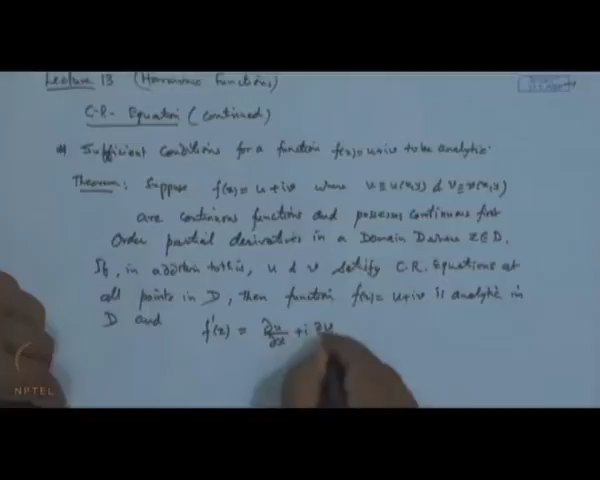 Lecture 13 (Harmonic Functions)
C-R- Equation (continued)
# Sufficient Conditions for a function f(z)=u+iv to be analytic.
Theorem: Suppose f(z)=u+iv where u≡u(x,y) & v≡v(x,y)
are continuous functions and possesses continuous first
order partial derivatives in a Domain D where z∈D.
If, in addition to this, u & v satisfy C.R. Equations at
all points in D, then function f(z)=u+iv is analytic in
D and f'(z) = ∂u/∂x + i ∂v
NPTEL